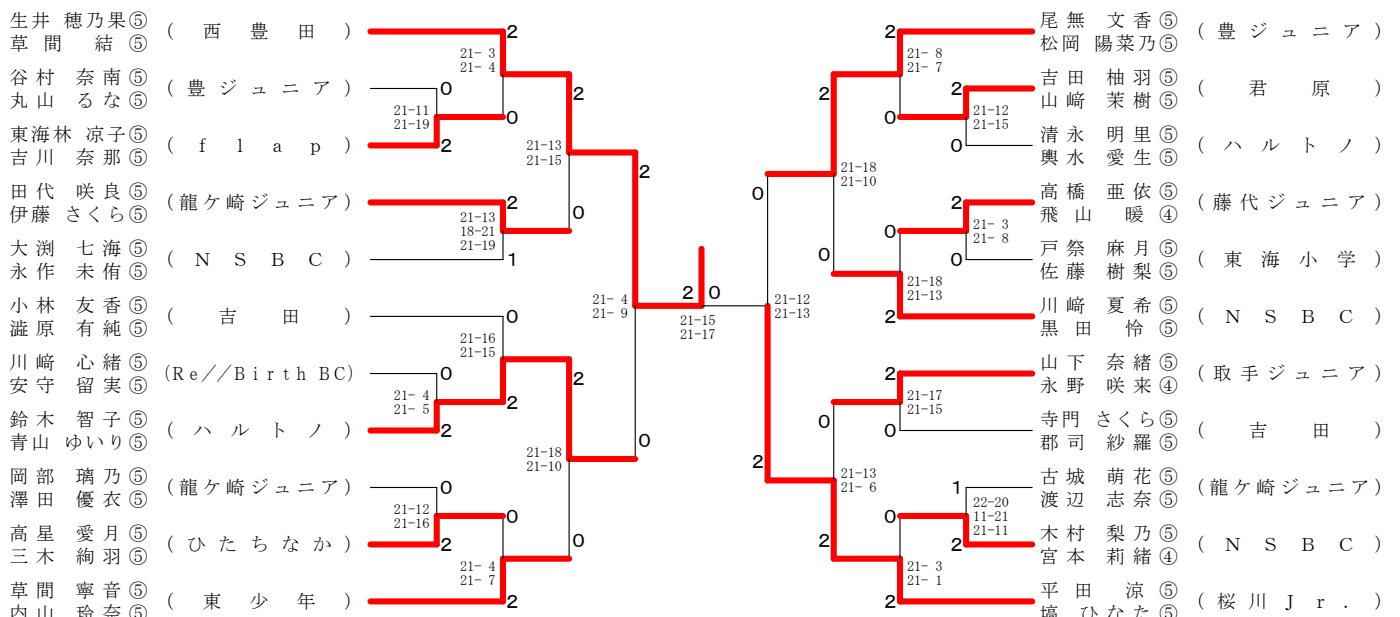 生井 穂乃果⑤
草間 結⑤
(西豊田)
谷村 奈南⑤
丸山 るな⑤
(豊ジュニア)
東海林 凉子⑤
吉川 奈那⑤
(flap)
田代 咲良⑤
伊藤 さくら⑤
(龍ケ崎ジュニア)
大渕 七海⑤
永作 未侑⑤
(NSBC)
小林 友香⑤
澁原 有純⑤
(吉田)
川﨑 心緒⑤
安守 留実⑤
(Re//Birth BC)
鈴木 智子⑤
青山 ゆいり⑤
(ハルトノ)
岡部 璃乃⑤
澤田 優衣⑤
(龍ケ崎ジュニア)
高星 愛月⑤
三木 絢羽⑤
(ひたちなか)
草間 寧音⑤
内山 玲奈⑤
(東少年)
2
21- 3
21- 4
0
21-11
21-19
2
0
2
21-13
21-15
2
21-13
18-21
21-19
1
0
2
0
21-16
21-15
0
21- 4
21- 5
2
2
2
21-18
21-10
0
21-12
21-16
2
0
21- 4
21- 7
2
0
0
21- 4
21- 9
2 0
21-15
21-17
0
21-12
21-13
2
2
21- 8
21- 7
2
21-12
21-15
0
0
2
21-18
21-10
2
21- 3
21- 8
0
0
21-18
21-13
2
0
2
21-17
21-15
0
0
21-13
21- 6
1
22-20
11-21
21-11
2
0
21- 3
21- 1
2
2
尾無 文香⑤
松岡 陽菜乃⑤
(豊ジュニア)
吉田 柚羽⑤
山﨑 茉樹⑤
(君原)
清永 明里⑤
輿水 愛生⑤
(ハルトノ)
高橋 亜依⑤
飛山 暖④
(藤代ジュニア)
戸祭 麻月⑤
佐藤 樹梨⑤
(東海小学)
川﨑 夏希⑤
黒田 怜⑤
(NSBC)
山下 奈緒⑤
永野 咲来④
(取手ジュニア)
寺門 さくら⑤
郡司 紗羅⑤
(吉田)
古城 萌花⑤
渡辺 志奈⑤
(龍ケ崎ジュニア)
木村 梨乃⑤
宮本 莉緒④
(NSBC)
平田 涼⑤
塙 ひなた⑤
(桜川Jr.)